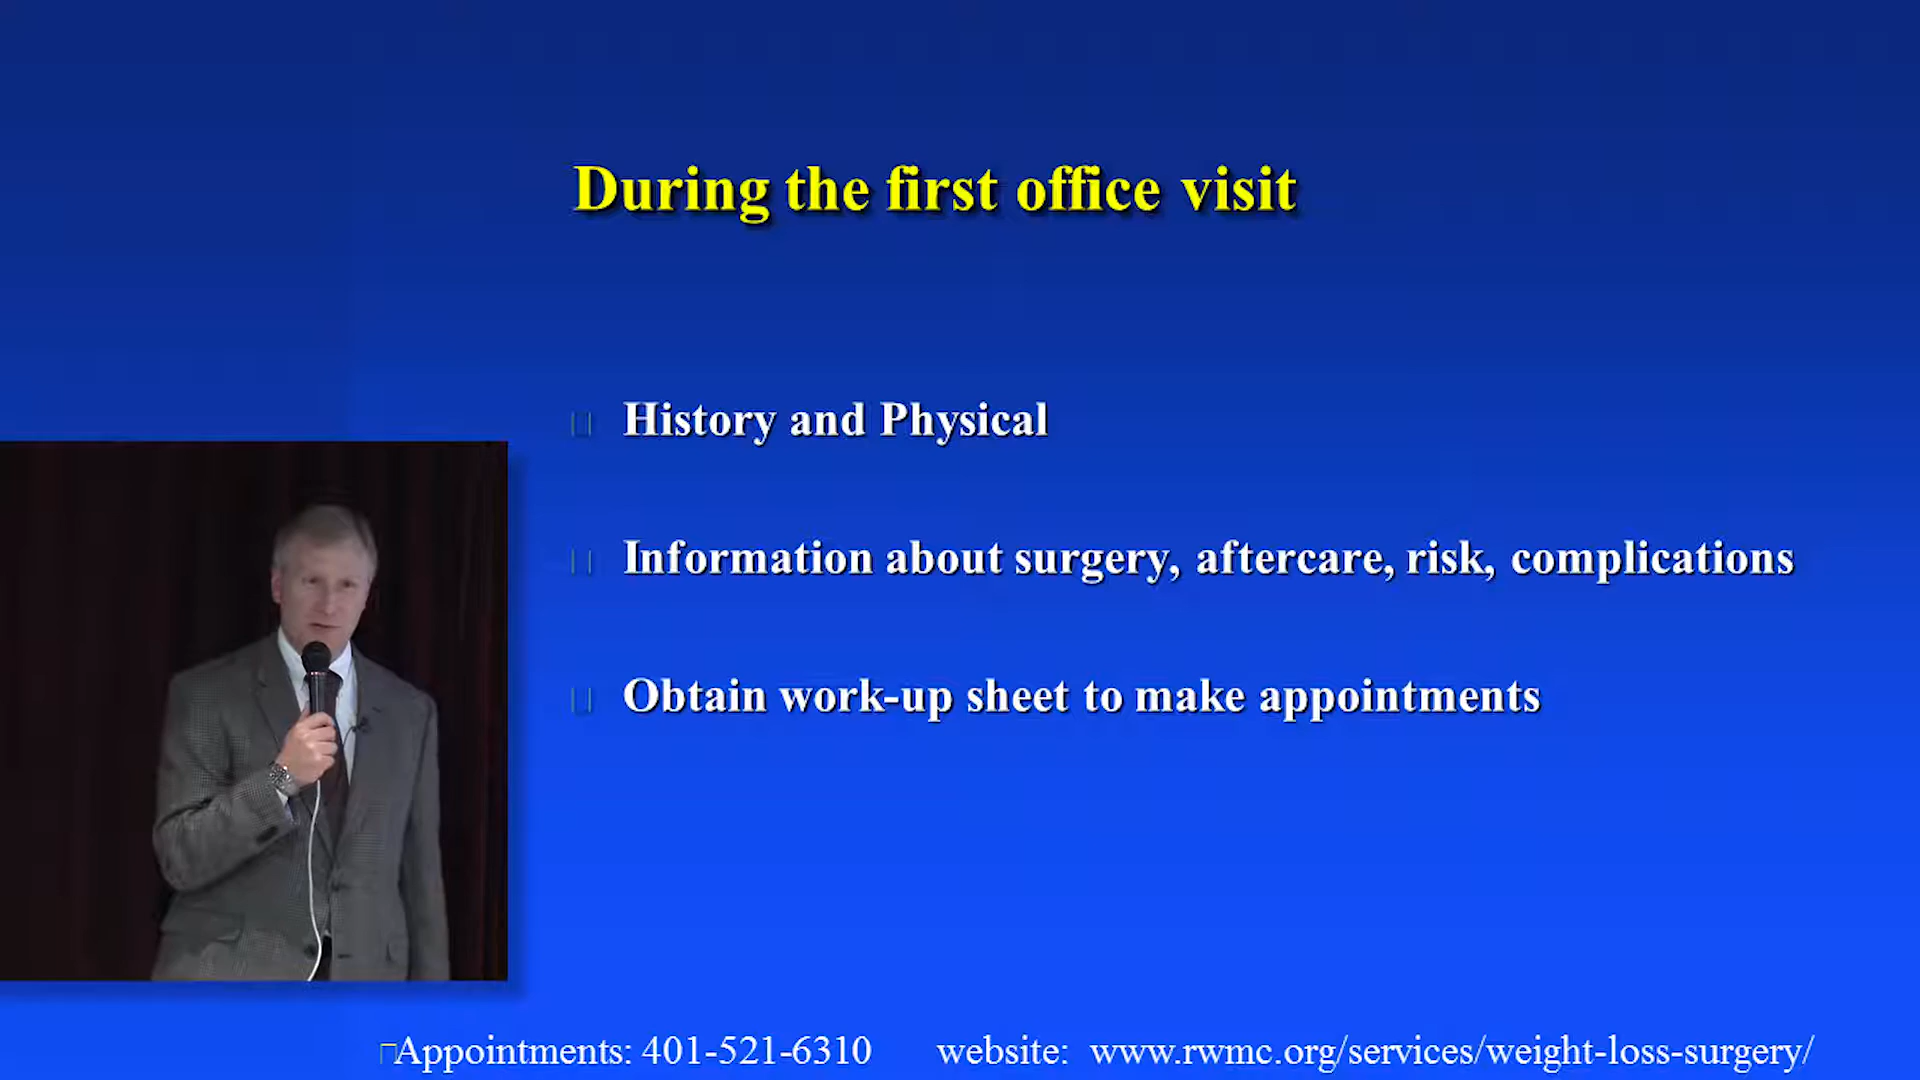 During the first office visit
History and Physical
Information about surgery, aftercare, risk, complications
Obtain work-up sheet to make appointments
Appointments: 401-521-6310 website: www.rwmc.org/services/weight-loss-surgery/